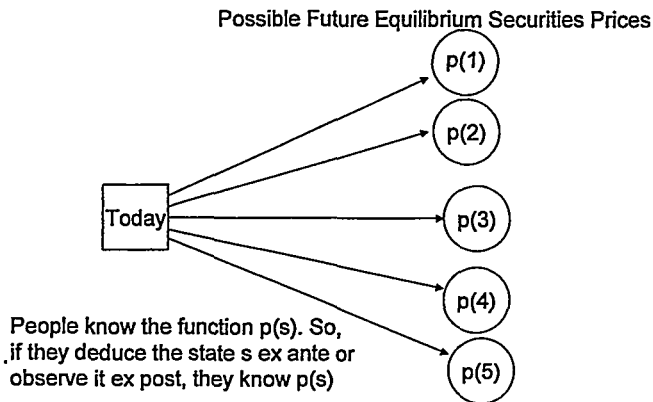 Possible Future Equilibrium Securities Prices
p(1)
p(2)
Today
p(3)
p(4)
People know the function p(s). So,
if they deduce the state s ex ante or
observe it ex post, they know p(s)
p(5)